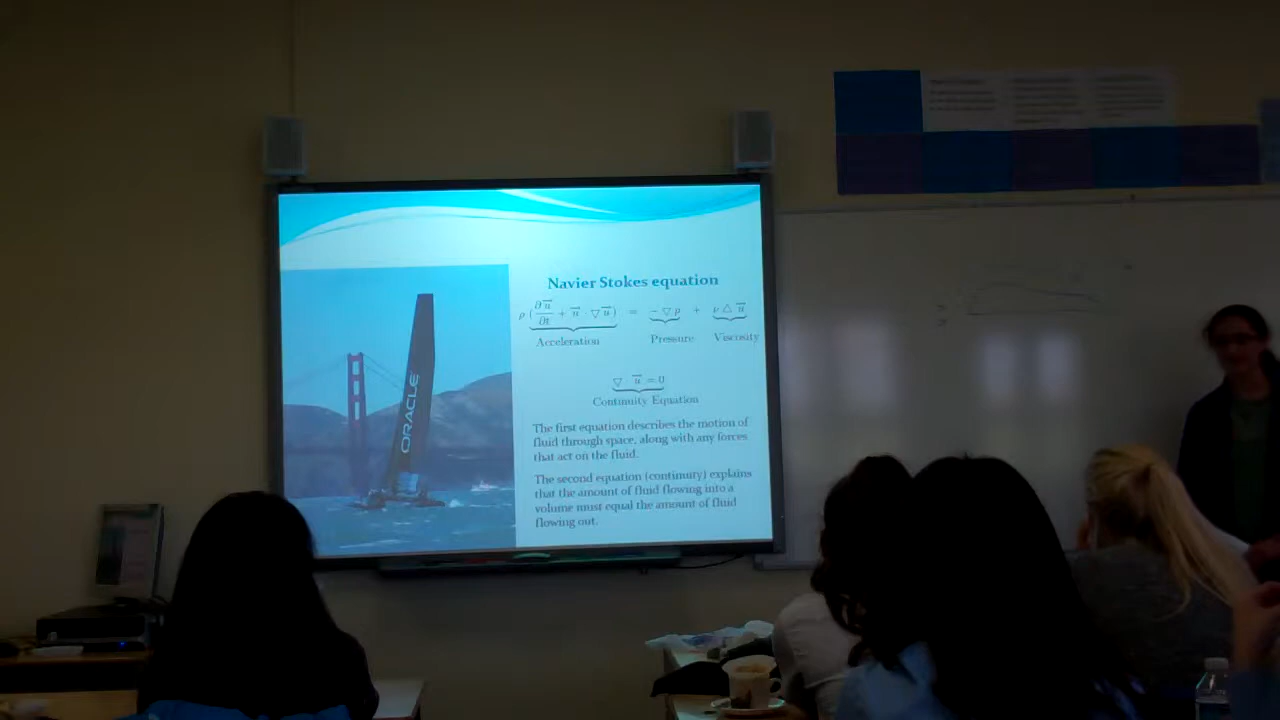 Navier Stokes equation
ρ (∂u⃗/∂t + u⃗ · ▽u⃗) = −▽p + μ△u⃗
Acceleration Pressure Viscosity
▽ · u⃗ = 0
Continuity Equation
The first equation describes the motion of
fluid through space, along with any forces
that act on the fluid.
The second equation (continuity) explains
that the amount of fluid flowing into a
volume must equal the amount of fluid
flowing out.
ORACLE